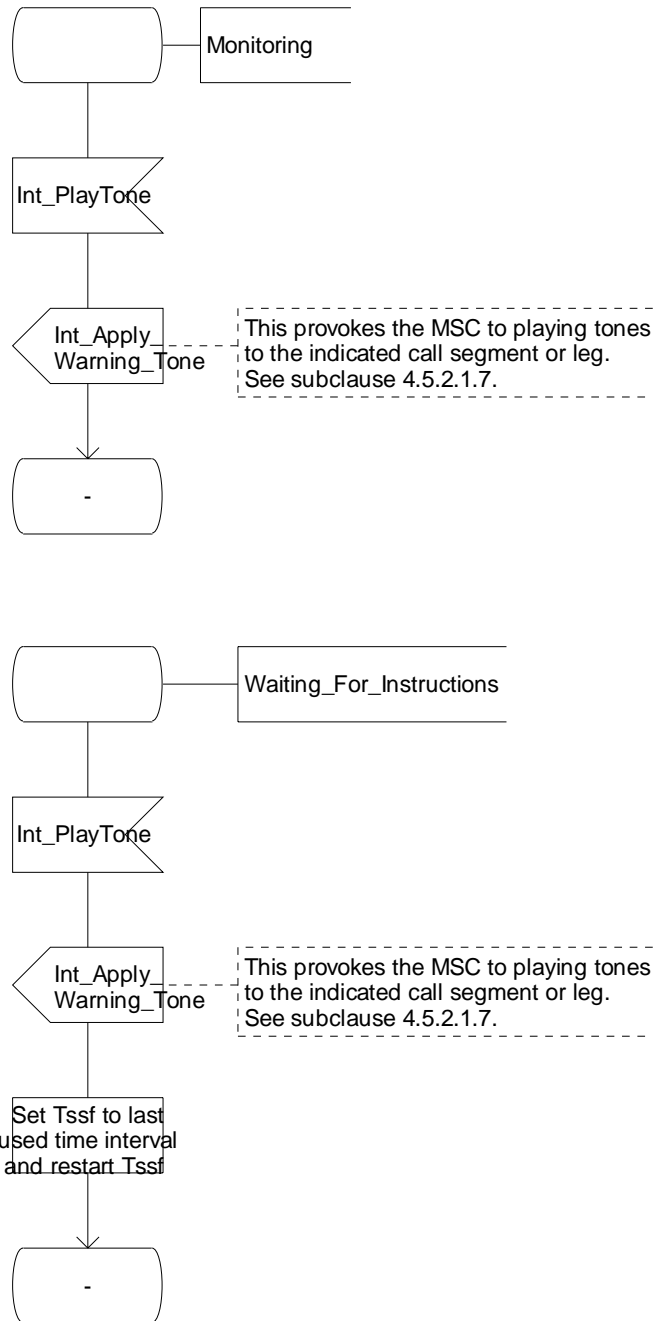 Monitoring
Int_PlayTone
Int_Apply_
Warning_Tone
This provokes the MSC to playing tones
to the indicated call segment or leg.
See subclause 4.5.2.1.7.
-
Waiting_For_Instructions
Int_PlayTone
Int_Apply_
Warning_Tone
This provokes the MSC to playing tones
to the indicated call segment or leg.
See subclause 4.5.2.1.7.
Set Tssf to last
used time interval
and restart Tssf
-